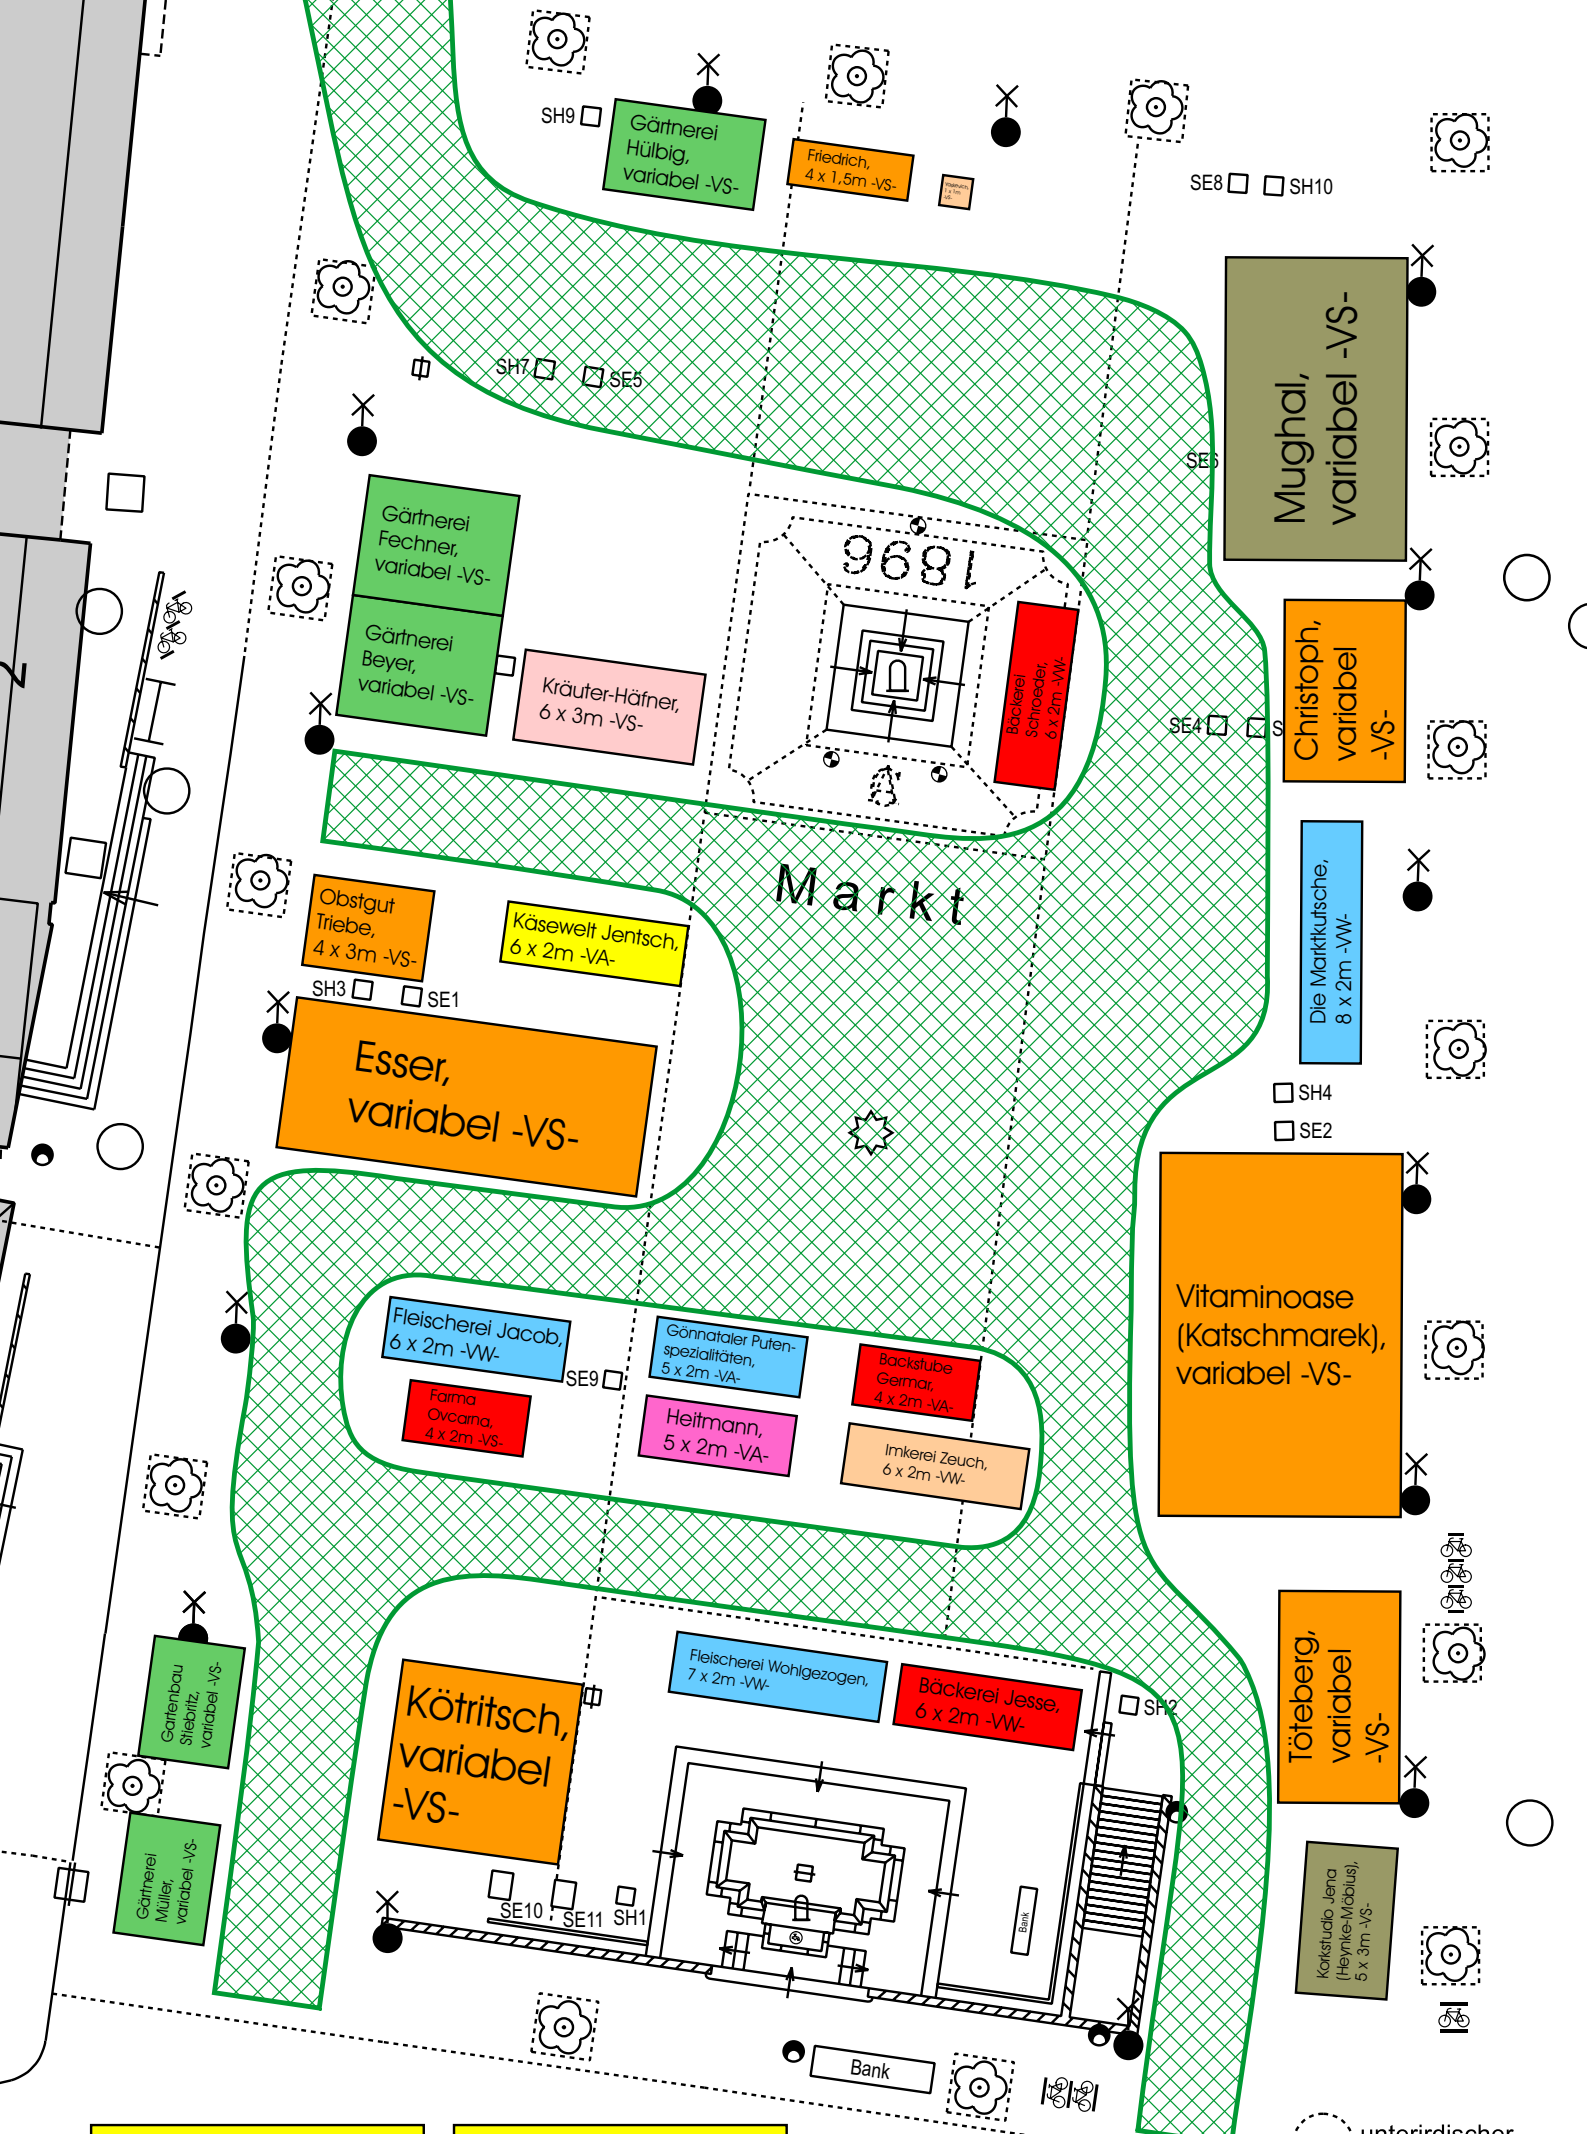 SH9
Gärtnerei
Hülbig,
variabel -VS-
Friedrich,
4 x 1,5m -VS-
1 x 1m
-VS-
SE8
SH10
Mughal,
variabel -VS-
SH7
SE5
SE6
Gärtnerei
Fechner,
variabel -VS-
Gärtnerei
Beyer,
variabel -VS-
Kräuter-Häfner,
6 x 3m -VS-
1896
A
Bäckerei
Schroeder,
6 x 2m -VW-
SE4
S
Christoph,
variabel
-VS-
2
Markt
Obstgut
Triebe,
4 x 3m -VS-
Käsewelt Jentsch,
6 x 2m -VA-
Die Marktkutsche,
8 x 2m -VW-
SH3
SE1
Esser,
variabel -VS-
SH4
SE2
Vitaminoase
(Katschmarek),
variabel -VS-
Fleischerei Jacob,
6 x 2m -VW-
SE9
Gönnataler Puten-
spezialitäten,
5 x 2m -VA-
Backstube
Germar,
4 x 2m -VA-
Farma
Ovcarna,
4 x 2m -VS-
Heitmann,
5 x 2m -VA-
Imkerei Zeuch,
6 x 2m -VW-
Gartenbau
Stiebritz,
variabel -VS-
Kötritsch,
variabel
-VS-
Fleischerei Wohlgezogen,
7 x 2m -VW-
Bäckerei Jesse,
6 x 2m -VW-
SH2
Töteberg,
variabel
-VS-
Gärtnerei
Müller,
variabel -VS-
SE10
SE11
SH1
Bank
Korkstudio Jena
(Heynke-Möbius),
5 x 3m -VS-
Bank
unterirdischer